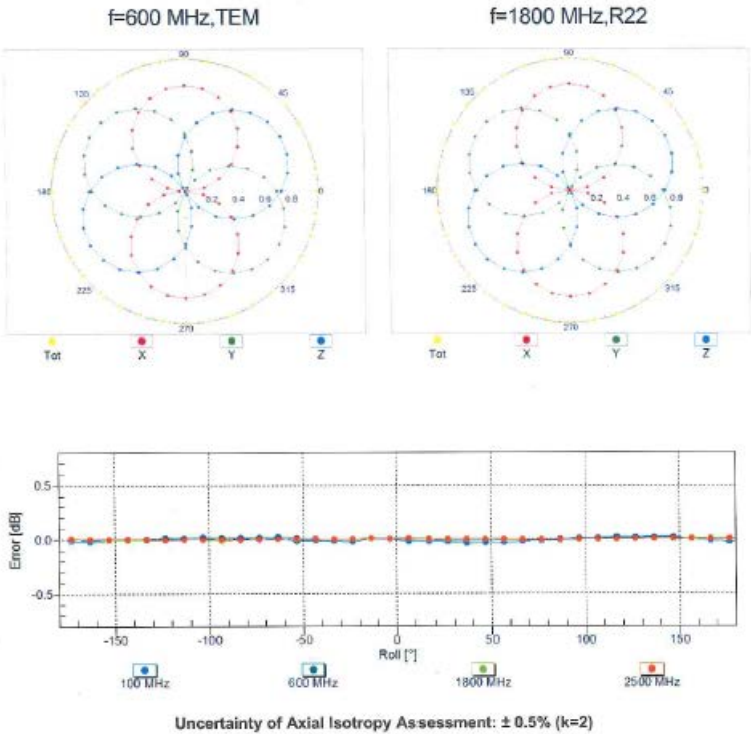 f=600 MHz,TEM
f=1800 MHz,R22
90
135
45
180
0.2 0.4 0.6 0.8
0
225
315
270
90
135
45
180
0.2 0.4 0.6 0.8
0
225
315
270
Tot X Y Z
Tot X Y Z
Error [dB]
0.5
0.0
-0.5
-150 -100 -50 0 50 100 150
Roll [°]
100 MHz 600 MHz 1800 MHz 2500 MHz
Uncertainty of Axial Isotropy Assessment: ± 0.5% (k=2)